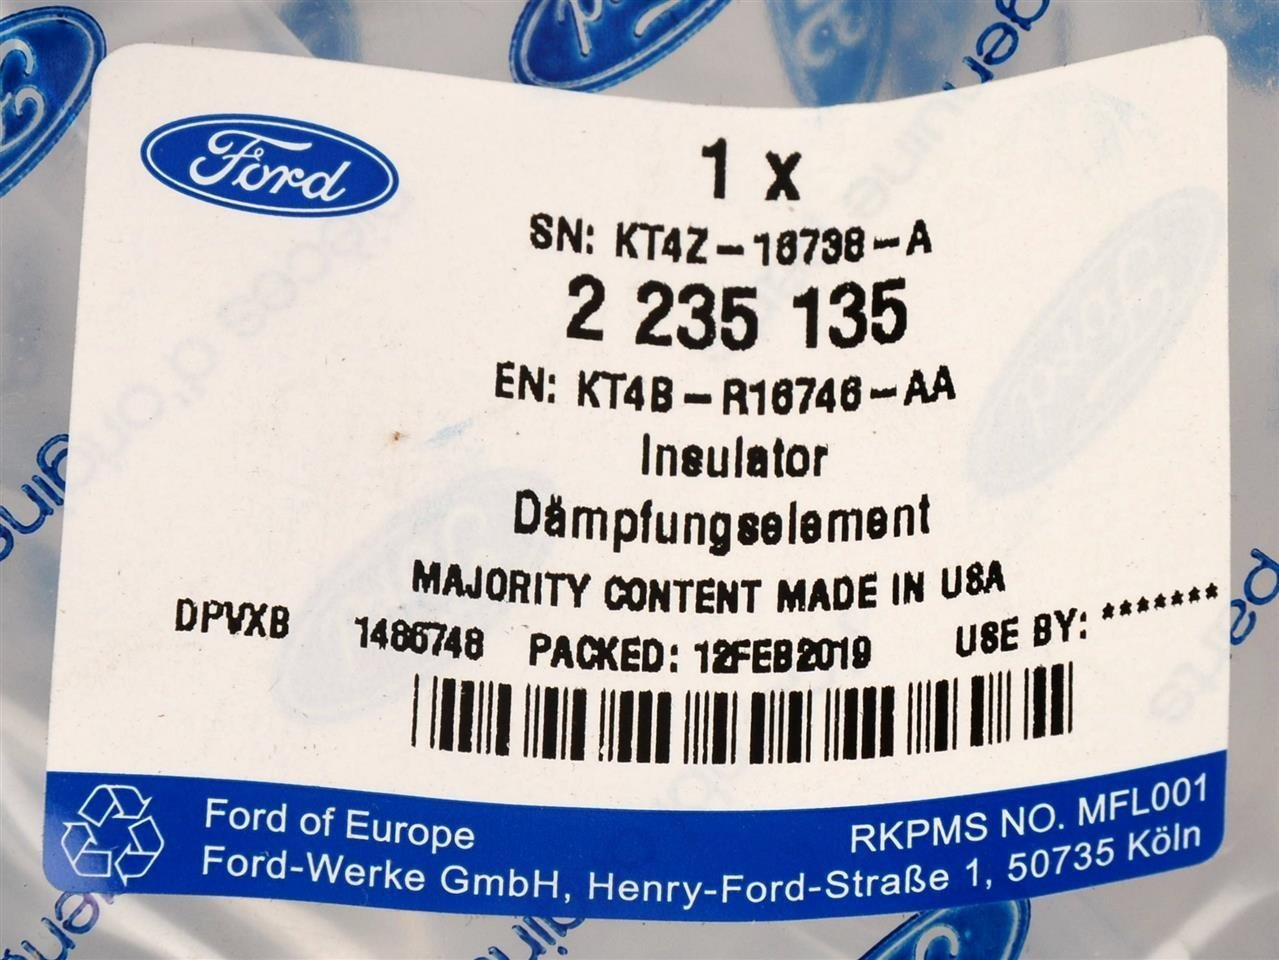 Ford
1 x
SN: KT4Z-16738-A
2 235 135
EN: KT4B-R16746-AA
Insulator
Dämpfungselement
MAJORITY CONTENT MADE IN USA
DPVXB 1486748 PACKED: 12FEB2019 USE BY: *******
Ford of Europe
RKPMS NO. MFL001
Ford-Werke GmbH, Henry-Ford-Straße 1, 50735 Köln